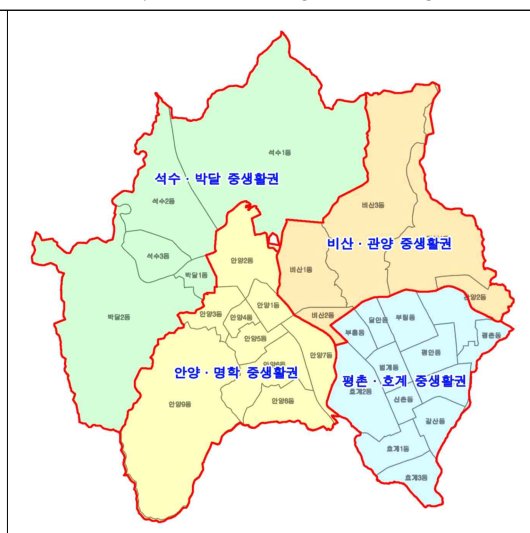 석수1동
석수 · 박달 중생활권
석수2동
비산3동
비산 · 관양 중생활권
석수3동
안양2동
박달1동
비산1동
관양2동
박달2동
안양3동
안양1동
안양4동
비산2동
달안동
부림동
부흥동
평촌동
안양5동
안양7동
평안동
범계동
안양 · 명학 중생활권
평촌 · 호계 중생활권
호계2동
신촌동
안양9동
안양8동
갈산동
호계1동
호계3동